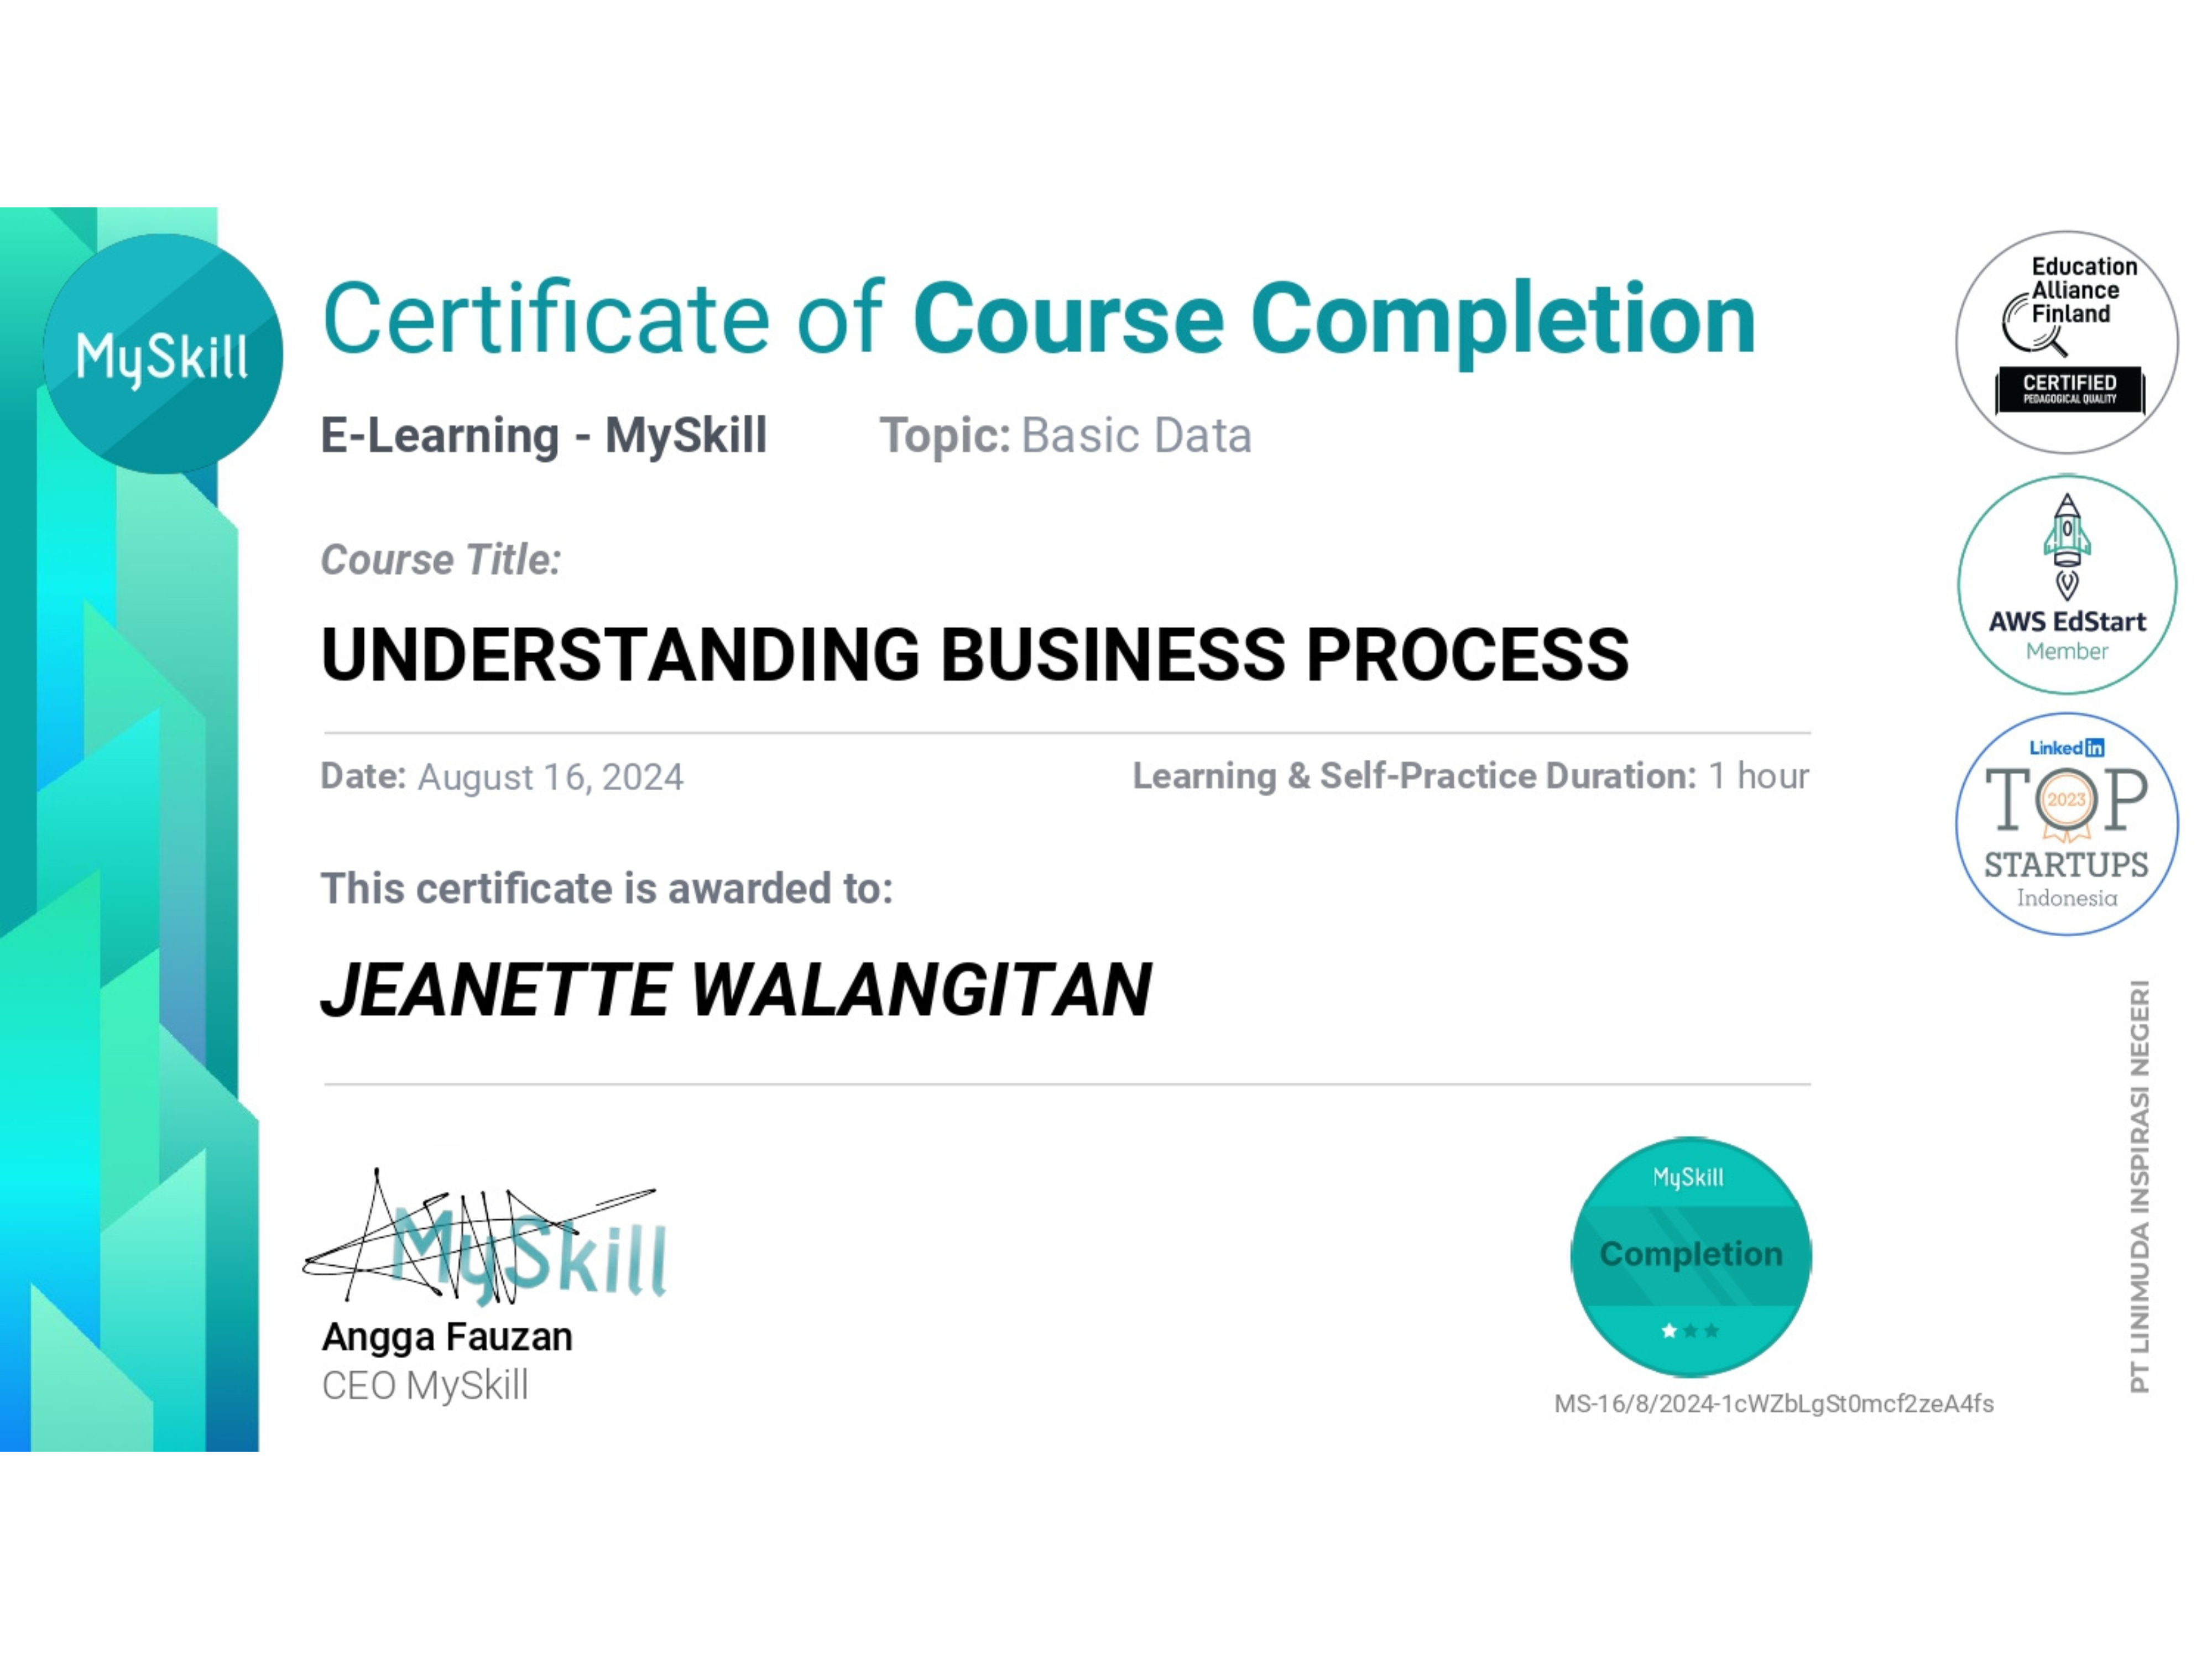 MySkill
Certificate of Course Completion
E-Learning - MySkill
Topic: Basic Data
Course Title:
UNDERSTANDING BUSINESS PROCESS
Date: August 16, 2024
Learning & Self-Practice Duration: 1 hour
This certificate is awarded to:
JEANETTE WALANGITAN
MySkill
Angga Fauzan
CEO MySkill
MySkill
Completion
MS-16/8/2024-1cWZbLgSt0mcf2zeA4fs
Education
Alliance
Finland
CERTIFIED
PEDAGOGICAL QUALITY
AWS EdStart
Member
Linked in
TOP
2023
STARTUPS
Indonesia
PT LINIMUDA INSPIRASI NEGERI